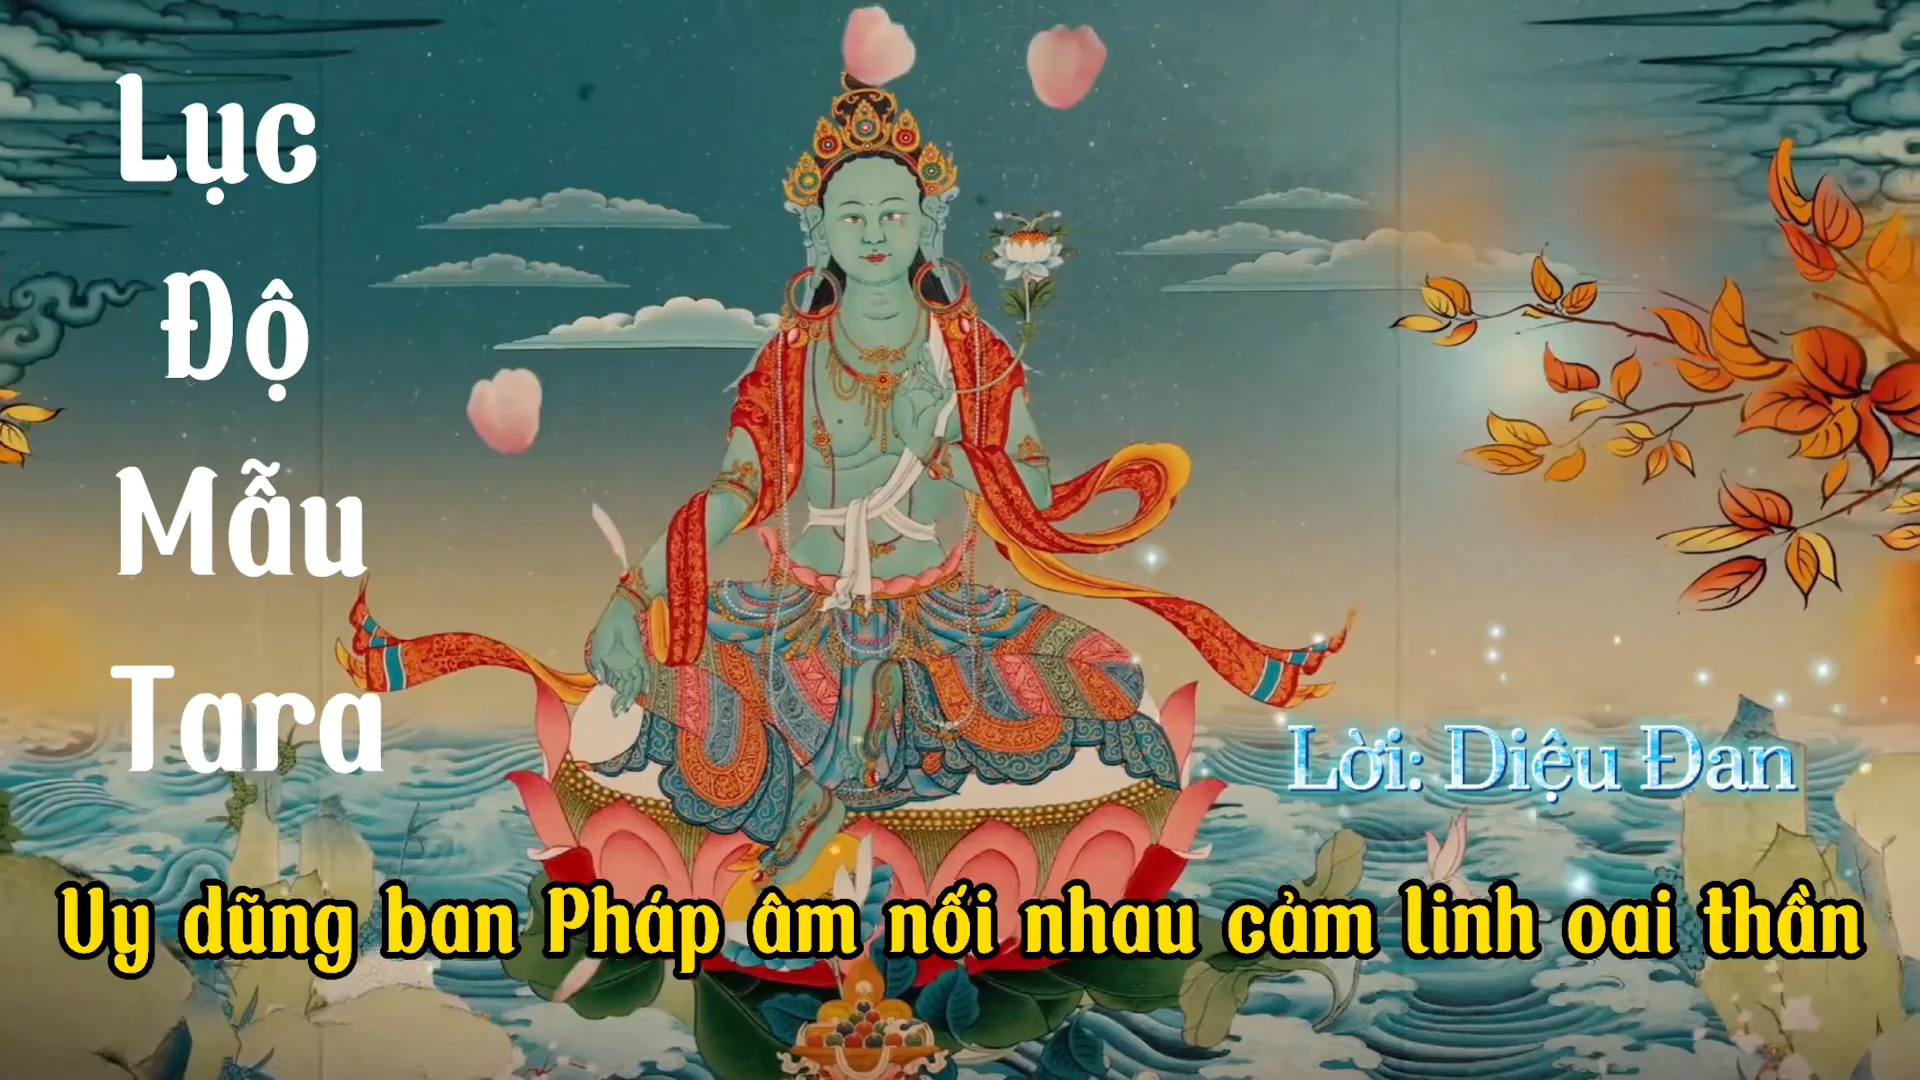 Lục
Độ
Mẫu
Tara
Lời: Diệu Đan
Uy dũng ban Pháp âm nối nhau cảm linh oai thần